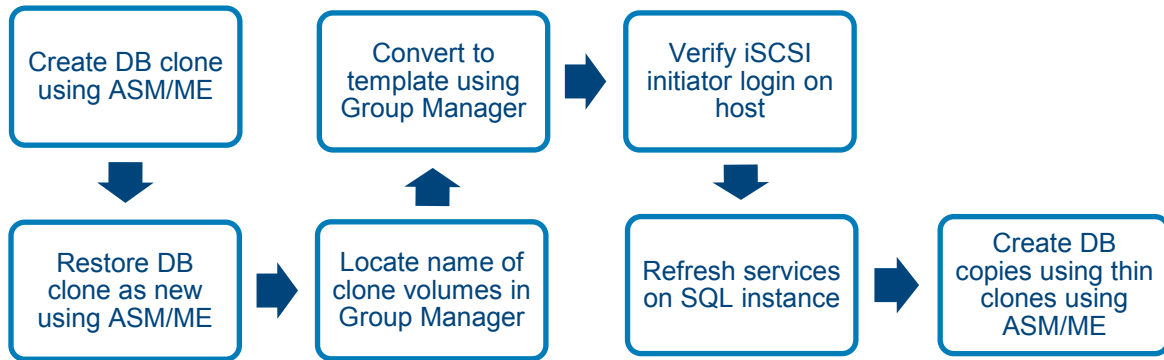 Create DB clone
using ASM/ME
Restore DB
clone as new
using ASM/ME
Locate name of
clone volumes in
Group Manager
Convert to
template using
Group Manager
Verify iSCSI
initiator login on
host
Refresh services
on SQL instance
Create DB
copies using thin
clones using
ASM/ME